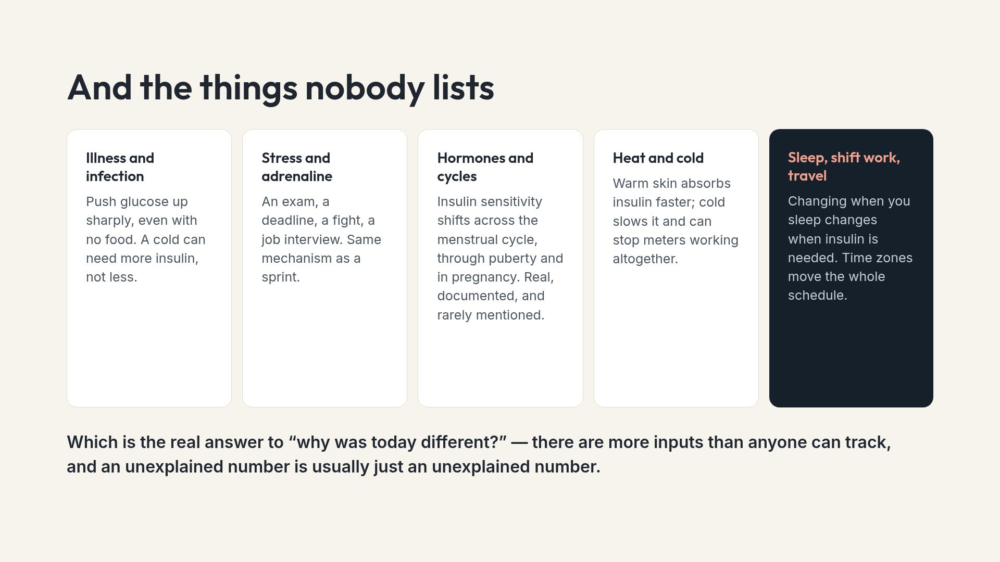 And the things nobody lists
Illness and
infection
Push glucose up
sharply, even with
no food. A cold can
need more insulin,
not less.
Stress and
adrenaline
An exam, a
deadline, a fight, a
job interview. Same
mechanism as a
sprint.
Hormones and
cycles
Insulin sensitivity
shifts across the
menstrual cycle,
through puberty and
in pregnancy. Real,
documented, and
rarely mentioned.
Heat and cold
Warm skin absorbs
insulin faster; cold
slows it and can
stop meters working
altogether.
Sleep, shift work,
travel
Changing when you
sleep changes
when insulin is
needed. Time zones
move the whole
schedule.
Which is the real answer to “why was today different?” — there are more inputs than anyone can track,
and an unexplained number is usually just an unexplained number.